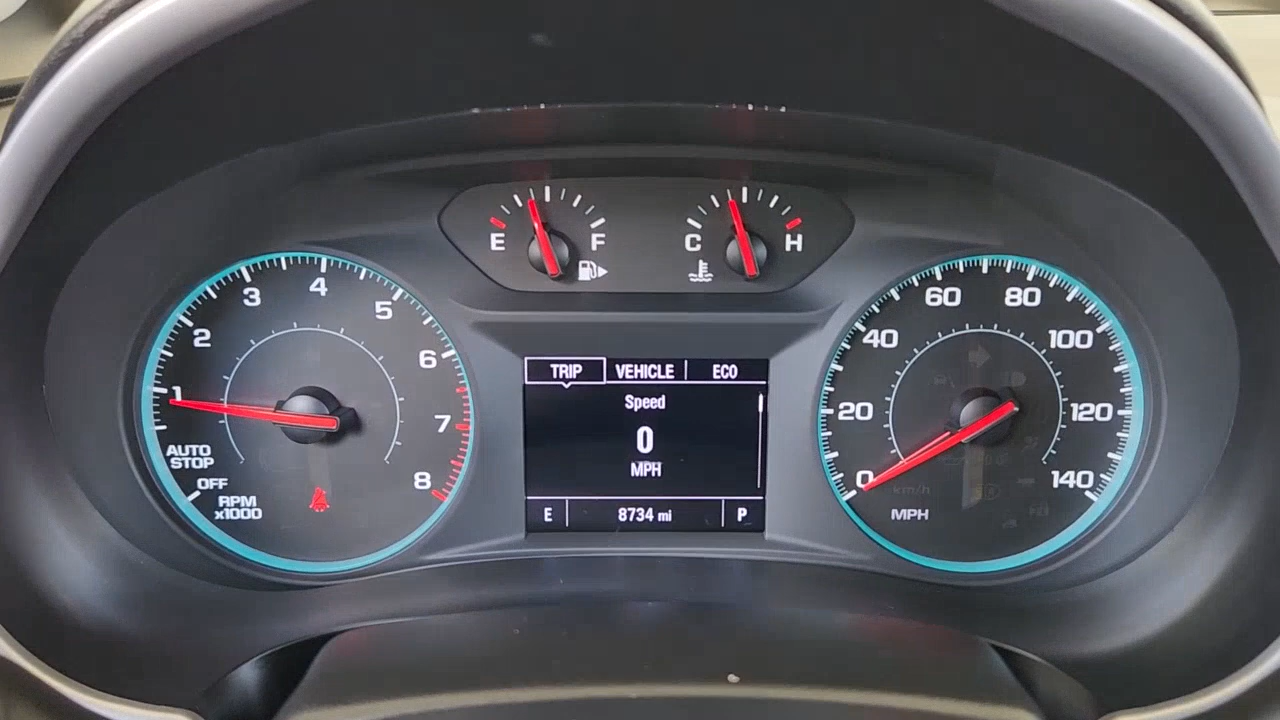 E F
C H
1
2
3
4
5
6
7
8
AUTO
STOP
OFF
RPM
x1000
TRIP VEHICLE ECO
Speed
0
MPH
E 8734 mi P
0
20
40
60
80
100
120
140
km/h
MPH